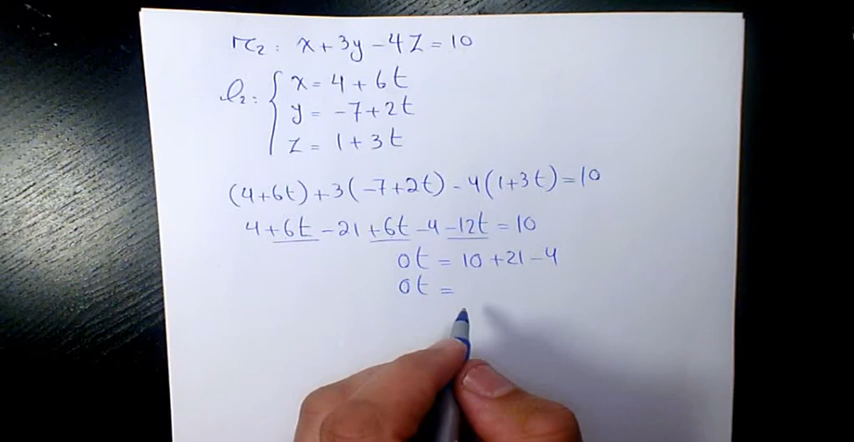 π₂: x + 3y - 4z = 10
l₂: { x = 4 + 6t
y = -7 + 2t
z = 1 + 3t
(4+6t) + 3(-7+2t) - 4(1+3t) = 10
4 + 6t - 21 + 6t - 4 - 12t = 10
0t = 10 + 21 - 4
0t =